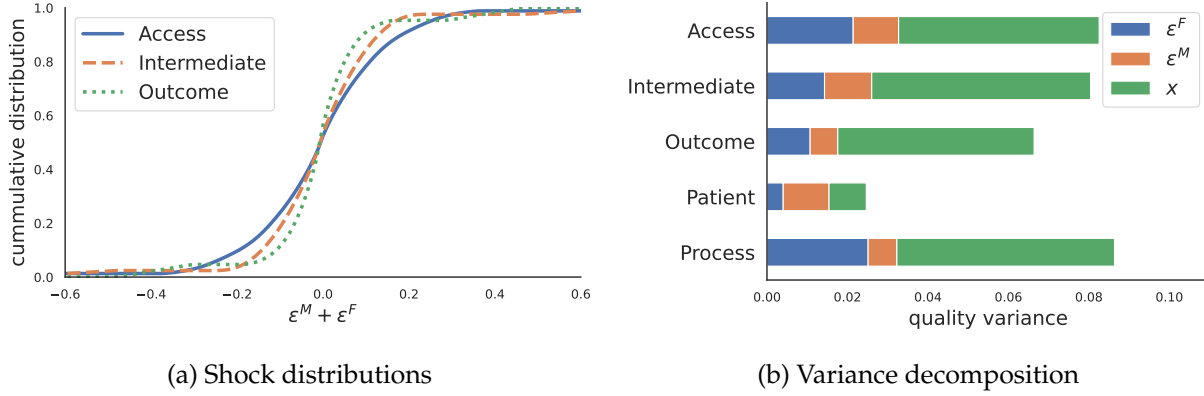 1.0
0.8
0.6
0.4
0.2
0.0
cummulative distribution
Access
Intermediate
Outcome
−0.6
−0.4
−0.2
0.0
0.2
0.4
0.6
ε^M + ε^F
(a) Shock distributions
Access
Intermediate
Outcome
Patient
Process
ε^F
ε^M
x
0.00
0.02
0.04
0.06
0.08
0.10
quality variance
(b) Variance decomposition